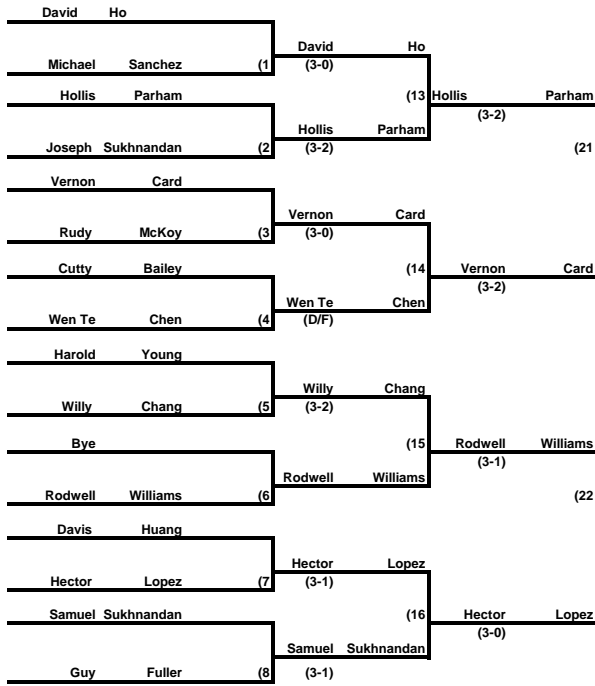 David Ho
David Ho
Michael Sanchez (1 (3-0)
Hollis Parham (13 Hollis Parham
(3-2)
Hollis Parham
Joseph Sukhnandan (2 (3-2) (21
Vernon Card
Vernon Card
Rudy McKoy (3 (3-0)
Cutty Bailey (14 Vernon Card
(3-2)
Wen Te Chen
Wen Te Chen (4 (D/F)
Harold Young
Willy Chang
Willy Chang (5 (3-2)
Bye (15 Rodwell Williams
(3-1)
Rodwell Williams
Rodwell Williams (6 (22
Davis Huang
Hector Lopez
Hector Lopez (7 (3-1)
Samuel Sukhnandan (16 Hector Lopez
(3-0)
Samuel Sukhnandan
Guy Fuller (8 (3-1)